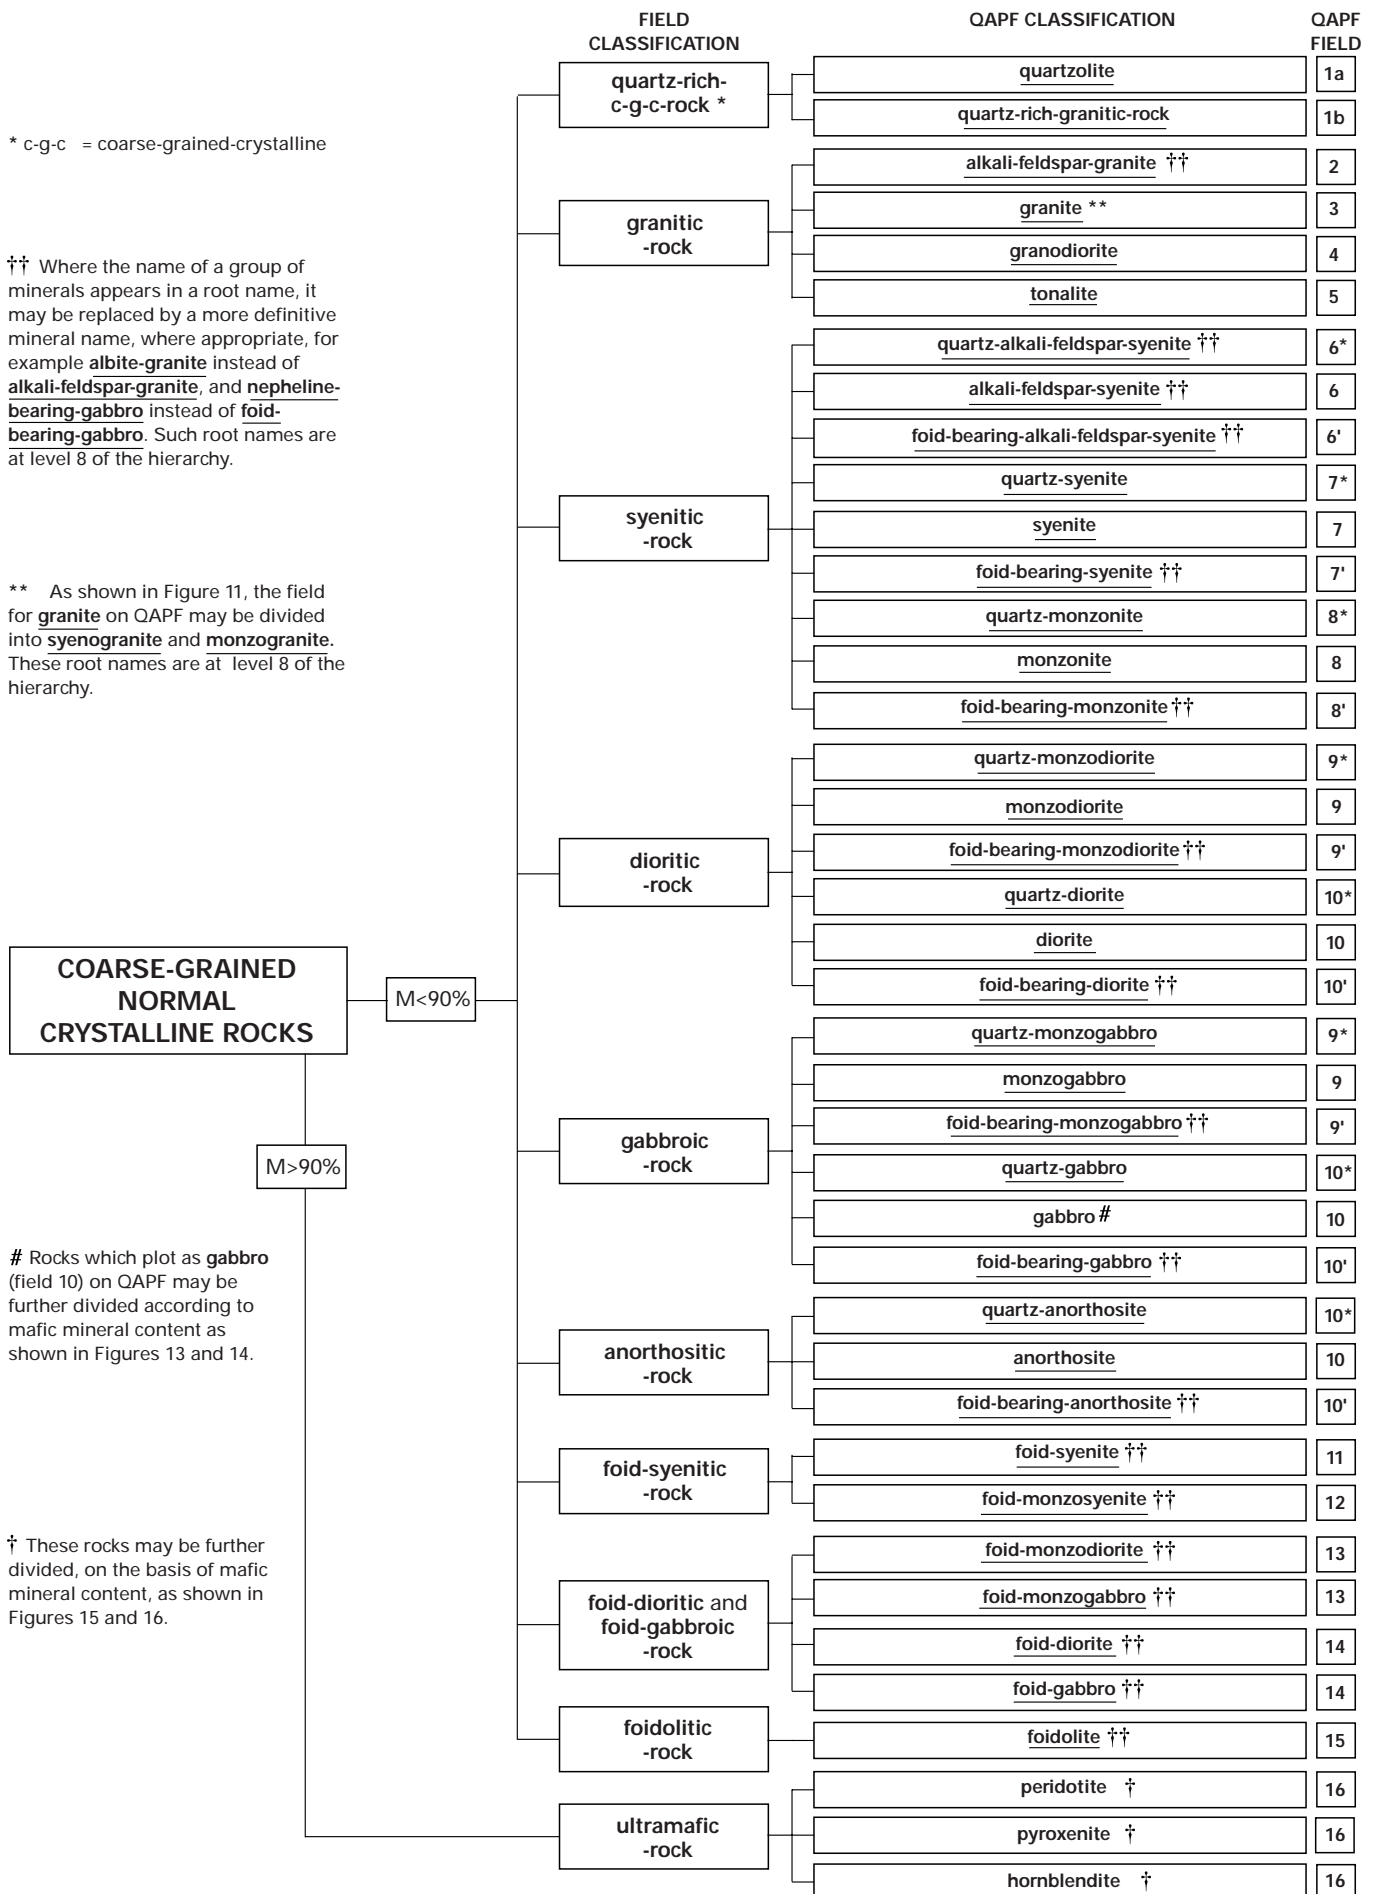 FIELD
CLASSIFICATION
QAPF CLASSIFICATION
QAPF
FIELD
quartz-rich-
c-g-c-rock *
quartzolite
1a
quartz-rich-granitic-rock
1b
* c-g-c = coarse-grained-crystalline
granitic
-rock
alkali-feldspar-granite ††
2
granite **
3
granodiorite
4
tonalite
5
†† Where the name of a group of
minerals appears in a root name, it
may be replaced by a more definitive
mineral name, where appropriate, for
example albite-granite instead of
alkali-feldspar-granite, and nepheline-
bearing-gabbro instead of foid-
bearing-gabbro. Such root names are
at level 8 of the hierarchy.
syenitic
-rock
quartz-alkali-feldspar-syenite ††
6*
alkali-feldspar-syenite ††
6
foid-bearing-alkali-feldspar-syenite ††
6'
quartz-syenite
7*
syenite
7
foid-bearing-syenite ††
7'
quartz-monzonite
8*
monzonite
8
foid-bearing-monzonite ††
8'
** As shown in Figure 11, the field
for granite on QAPF may be divided
into syenogranite and monzogranite.
These root names are at level 8 of the
hierarchy.
dioritic
-rock
quartz-monzodiorite
9*
monzodiorite
9
foid-bearing-monzodiorite ††
9'
quartz-diorite
10*
diorite
10
foid-bearing-diorite ††
10'
COARSE-GRAINED
NORMAL
CRYSTALLINE ROCKS
M<90%
M>90%
gabbroic
-rock
quartz-monzogabbro
9*
monzogabbro
9
foid-bearing-monzogabbro ††
9'
quartz-gabbro
10*
gabbro #
10
foid-bearing-gabbro ††
10'
# Rocks which plot as gabbro
(field 10) on QAPF may be
further divided according to
mafic mineral content as
shown in Figures 13 and 14.
anorthositic
-rock
quartz-anorthosite
10*
anorthosite
10
foid-bearing-anorthosite ††
10'
foid-syenitic
-rock
foid-syenite ††
11
foid-monzosyenite ††
12
† These rocks may be further
divided, on the basis of mafic
mineral content, as shown in
Figures 15 and 16.
foid-dioritic and
foid-gabbroic
-rock
foid-monzodiorite ††
13
foid-monzogabbro ††
13
foid-diorite ††
14
foid-gabbro ††
14
foidolitic
-rock
foidolite ††
15
ultramafic
-rock
peridotite †
16
pyroxenite †
16
hornblendite †
16